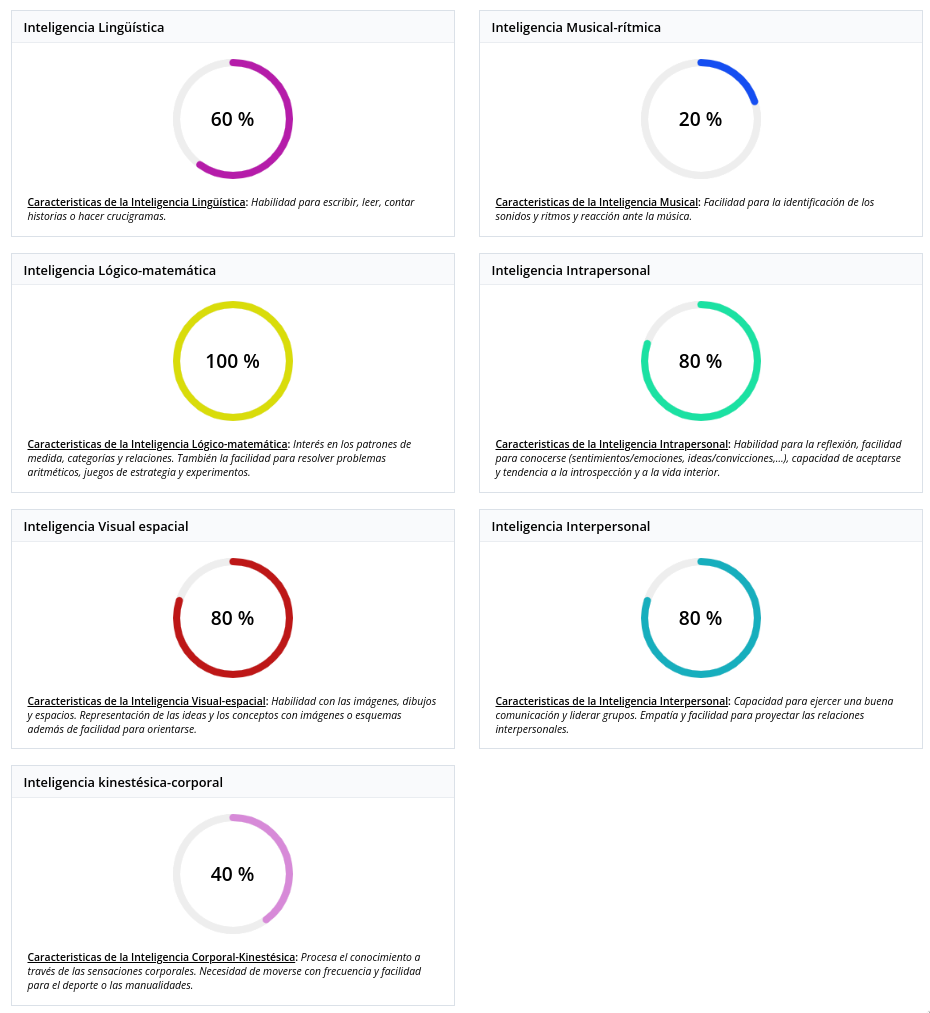 Inteligencia Lingüística
60 %
Caracteristicas de la Inteligencia Lingüística: Habilidad para escribir, leer, contar
historias o hacer crucigramas.
Inteligencia Musical-rítmica
20 %
Caracteristicas de la Inteligencia Musical: Facilidad para la identificación de los
sonidos y ritmos y reacción ante la música.
Inteligencia Lógico-matemática
100 %
Caracteristicas de la Inteligencia Lógico-matemática: Interés en los patrones de
medida, categorías y relaciones. También la facilidad para resolver problemas
aritméticos, juegos de estrategia y experimentos.
Inteligencia Intrapersonal
80 %
Caracteristicas de la Inteligencia Intrapersonal: Habilidad para la reflexión, facilidad
para conocerse (sentimientos/emociones, ideas/convicciones,...), capacidad de aceptarse
y tendencia a la introspección y a la vida interior.
Inteligencia Visual espacial
80 %
Caracteristicas de la Inteligencia Visual-espacial: Habilidad con las imágenes, dibujos
y espacios. Representación de las ideas y los conceptos con imágenes o esquemas
además de facilidad para orientarse.
Inteligencia Interpersonal
80 %
Caracteristicas de la Inteligencia Interpersonal: Capacidad para ejercer una buena
comunicación y liderar grupos. Empatía y facilidad para proyectar las relaciones
interpersonales.
Inteligencia kinestésica-corporal
40 %
Caracteristicas de la Inteligencia Corporal-Kinestésica: Procesa el conocimiento a
través de las sensaciones corporales. Necesidad de moverse con frecuencia y facilidad
para el deporte o las manualidades.